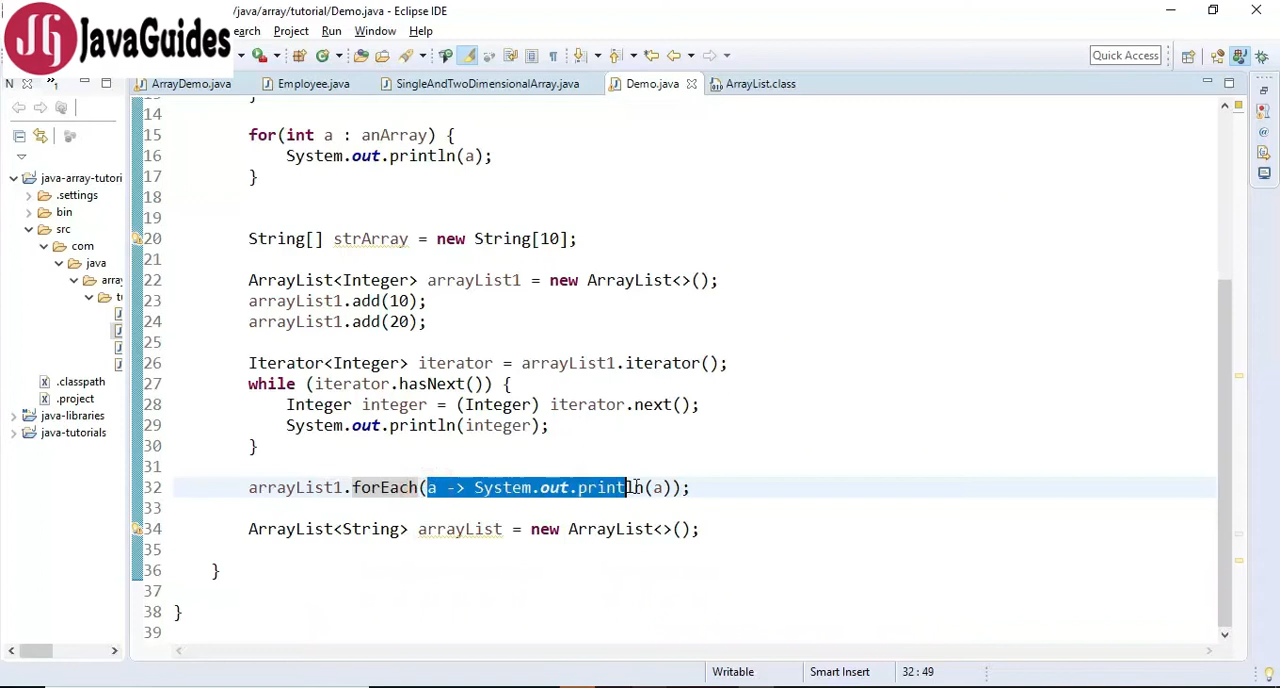 /java/array/tutorial/Demo.java - Eclipse IDE
JG JavaGuides
earch Project Run Window Help
Quick Access
N
ArrayDemo.java Employee.java SingleAndTwoDimensionalArray.java Demo.java ArrayList.class
java-array-tutori
.settings
bin
src
com
java
array
tu
.classpath
.project
java-libraries
java-tutorials
}
14
15 for(int a : anArray) {
16 System.out.println(a);
17 }
18
19
20 String[] strArray = new String[10];
21
22 ArrayList<Integer> arrayList1 = new ArrayList<>();
23 arrayList1.add(10);
24 arrayList1.add(20);
25
26 Iterator<Integer> iterator = arrayList1.iterator();
27 while (iterator.hasNext()) {
28 Integer integer = (Integer) iterator.next();
29 System.out.println(integer);
30 }
31
32 arrayList1.forEach(a -> System.out.println(a));
34 ArrayList<String> arrayList = new ArrayList<>();
35
36 }
37
38 }
39
Writable Smart Insert 32 : 49